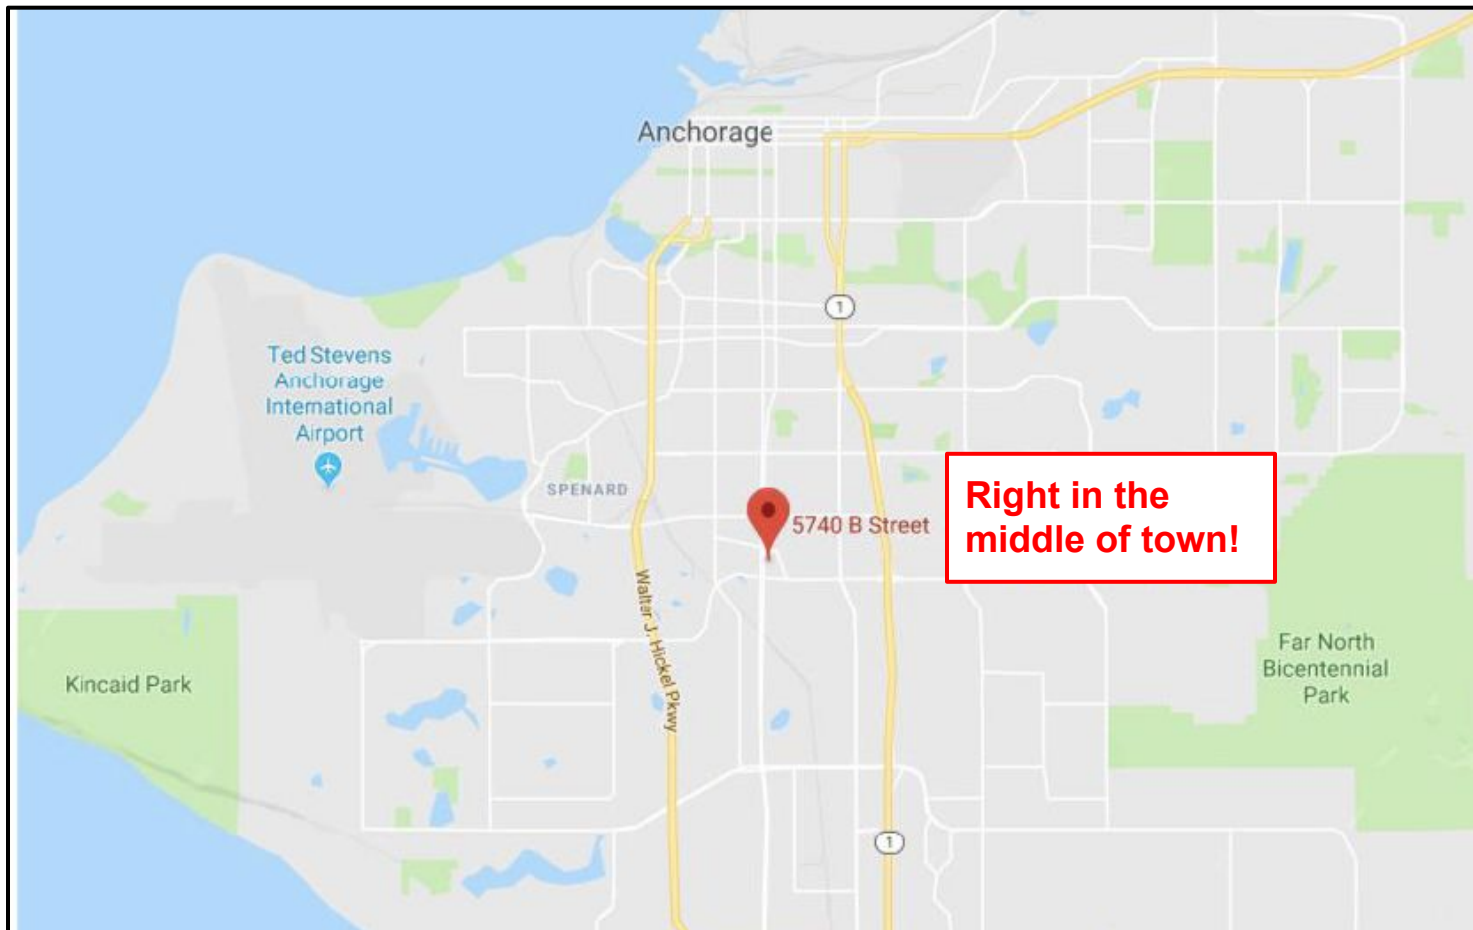 Anchorage
1
Ted Stevens
Anchorage
International
Airport
SPENARD
5740 B Street
Right in the
middle of town!
Walter J. Hickel Pkwy
Far North
Bicentennial
Park
Kincaid Park
1